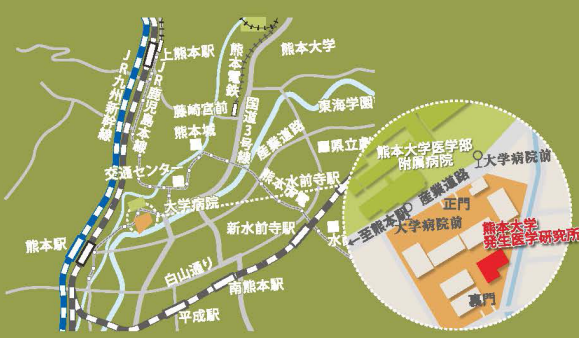 上熊本駅
JR九州新幹線
JR鹿児島本線
熊本電鉄
熊本大学
藤崎宮前
国道3号線
東海学園
熊本城
産業道路
県立
交通センター
水前寺駅
大学病院
新水前寺駅
水前
熊本駅
白山通り
南熊本駅
平成駅
熊本大学医学部
附属病院
大学病院前
産業道路
正門
←至熊本駅
大学病院前
熊本大学
発生医学研究所
裏門